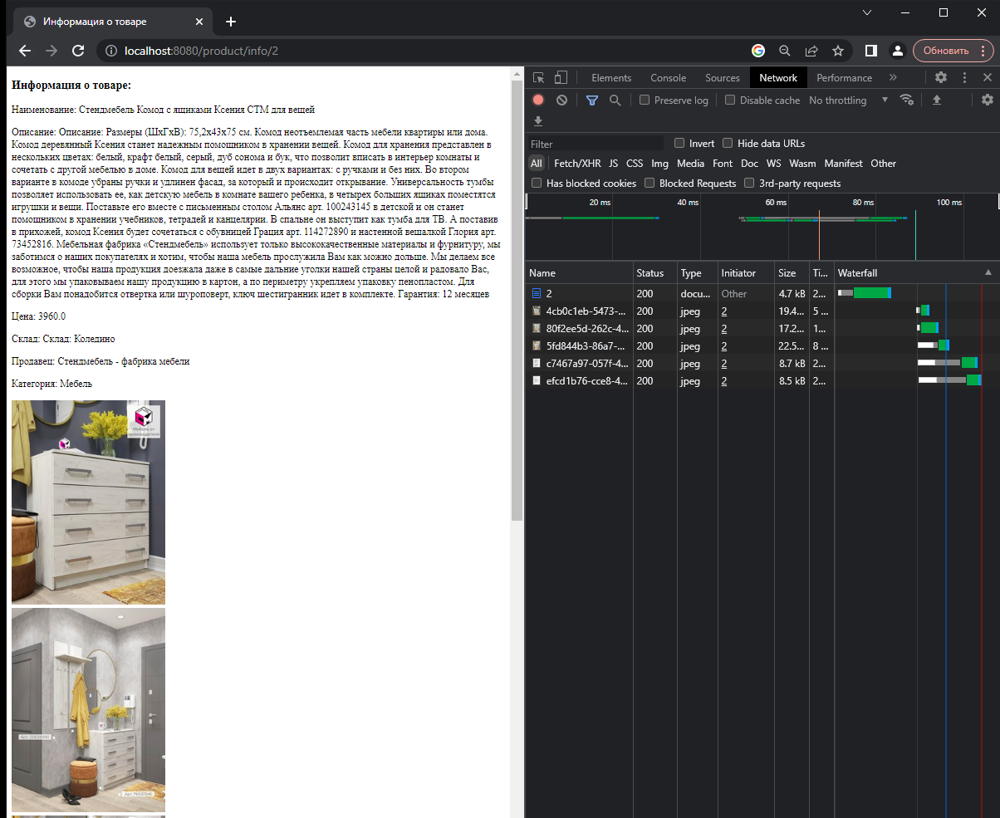 Информация о товаре
localhost:8080/product/info/2
Обновить
Информация о товаре:
Наименование: Стендмебель Комод с ящиками Ксения СТМ для вещей
Описание: Описание: Размеры (ШхГхВ): 75,2х43х75 см. Комод неотъемлемая часть мебели квартиры или дома.
Комод деревянный Ксения станет надежным помощником в хранении вещей. Комод для хранения представлен в
нескольких цветах: белый, крафт белый, серый, дуб сонома и бук, что позволит вписать в интерьер комнаты и
сочетать с другой мебелью в доме. Комод для вещей идет в двух вариантах: с ручками и без них. Во втором
варианте в комоде убраны ручки и удлинен фасад, за который и происходит открывание. Универсальность тумбы
позволяет использовать ее, как детскую мебель в комнате вашего ребенка, в четырех больших ящиках поместятся
игрушки и вещи. Поставьте его вместе с письменным столом Альянс арт. 100243145 в детской и он станет
помощником в хранении учебников, тетрадей и канцелярии. В спальне он выступит как тумба для ТВ. А поставив
в прихожей, комод Ксения будет сочетаться с обувницей Грация арт. 114272890 и настенной вешалкой Глория арт.
73452816. Мебельная фабрика «Стендмебель» использует только высококачественные материалы и фурнитуру, мы
заботимся о наших покупателях и хотим, чтобы наша мебель прослужила Вам как можно дольше. Мы делаем все
возможное, чтобы наша продукция доезжала даже в самые дальние уголки нашей страны целой и радовало Вас,
для этого мы упаковываем нашу продукцию в картон, а по периметру укрепляем упаковку пенопластом. Для
сборки Вам понадобится отвертка или шуроповерт, ключ шестигранник идет в комплекте. Гарантия: 12 месяцев
Цена: 3960.0
Склад: Склад: Коледино
Продавец: Стендмебель - фабрика мебели
Категория: Мебель
Мебель от
производителя
Elements Console Sources Network Performance
Preserve log Disable cache No throttling
Filter Invert Hide data URLs
All Fetch/XHR JS CSS Img Media Font Doc WS Wasm Manifest Other
Has blocked cookies Blocked Requests 3rd-party requests
20 ms 40 ms 60 ms 80 ms 100 ms
Name Status Type Initiator Size Ti... Waterfall
2 200 docu... Other 4.7 kB 2...
4cb0c1eb-5473-... 200 jpeg 2 19.4... 5 ...
80f2ee5d-262c-4... 200 jpeg 2 17.2... 1...
5fd844b3-86a7-... 200 jpeg 2 22.5... 8 ...
c7467a97-057f-4... 200 jpeg 2 8.7 kB 2...
efcd1b76-cce8-4... 200 jpeg 2 8.5 kB 2...